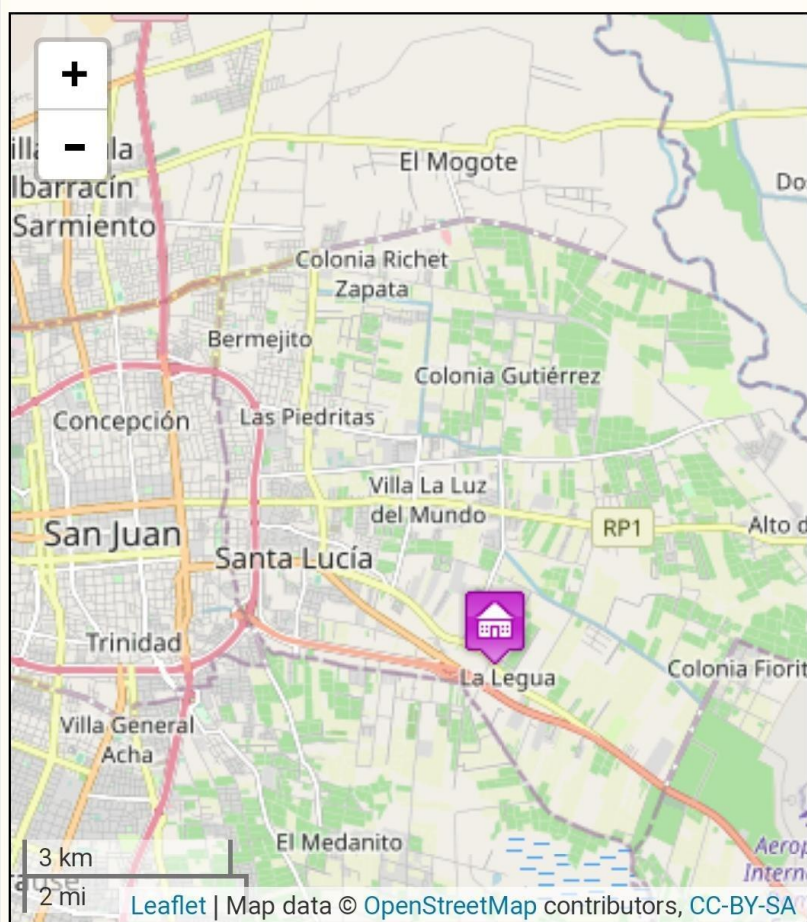 +
-
Sarmiento
El Mogote
Colonia Richet
Zapata
Bermejito
Colonia Gutiérrez
Concepción
Las Piedritas
Villa La Luz
del Mundo
RP1
San Juan
Santa Lucía
Trinidad
La Legua
Villa General
Acha
El Medanito
3 km
2 mi
Leaflet | Map data © OpenStreetMap contributors, CC-BY-SA